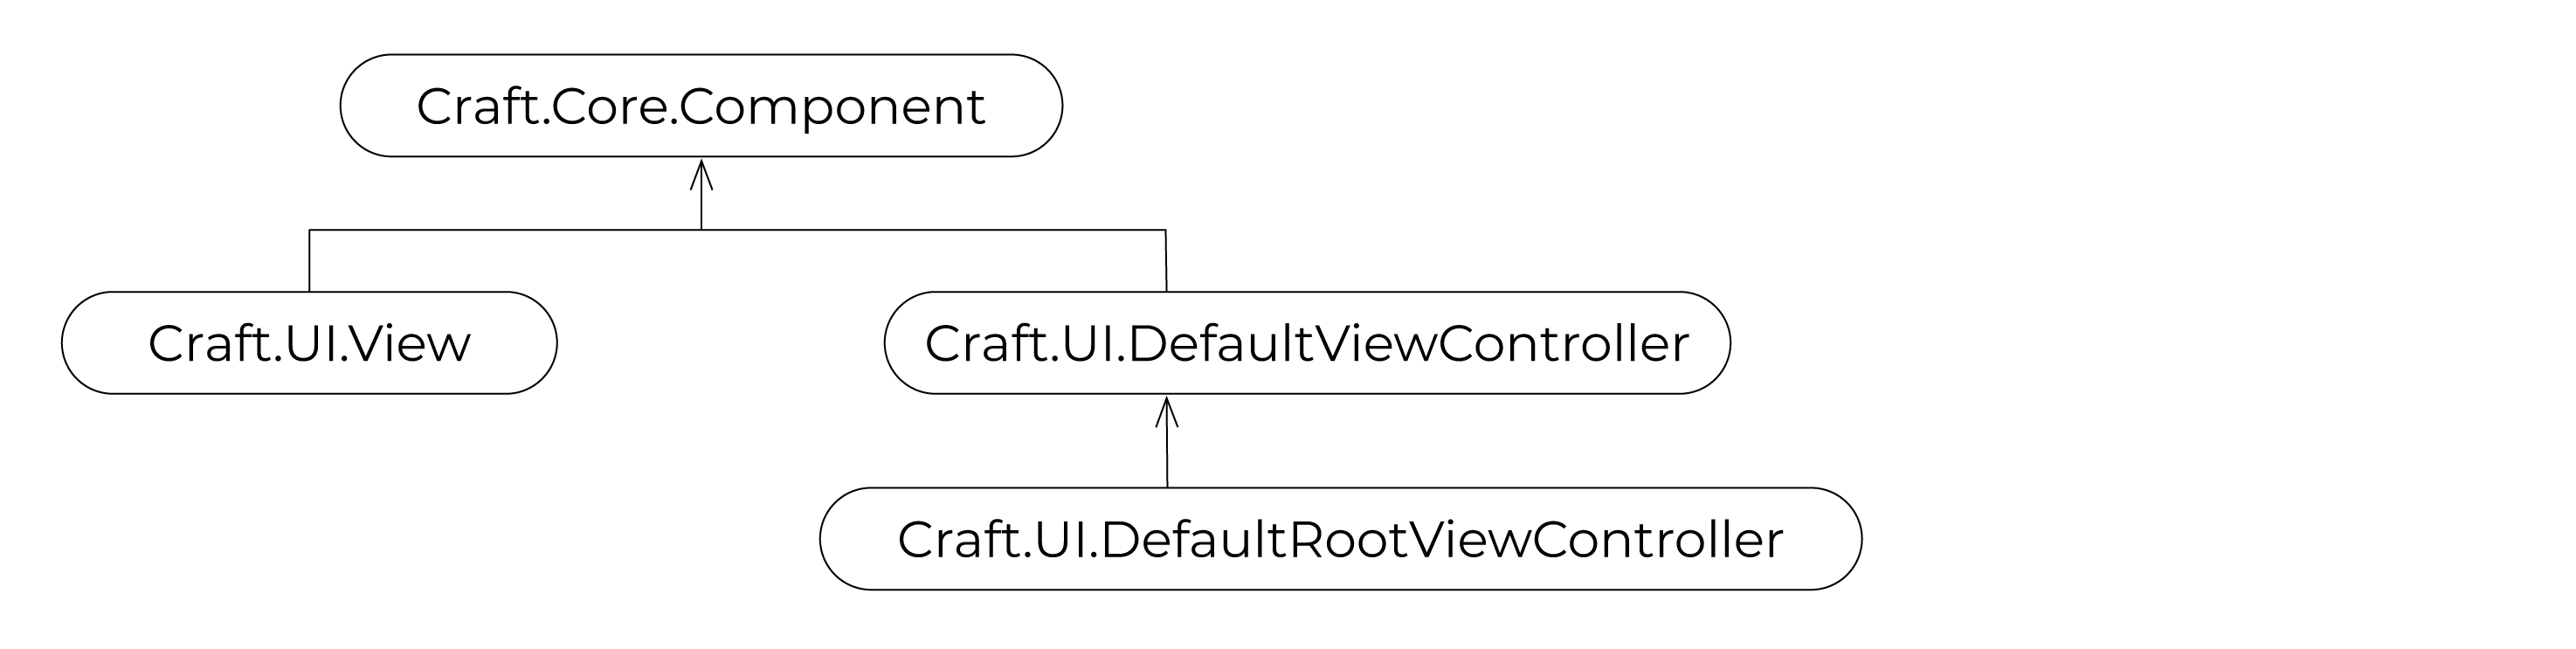 Craft.Core.Component
Craft.UI.View
Craft.UI.DefaultViewController
Craft.UI.DefaultRootViewController